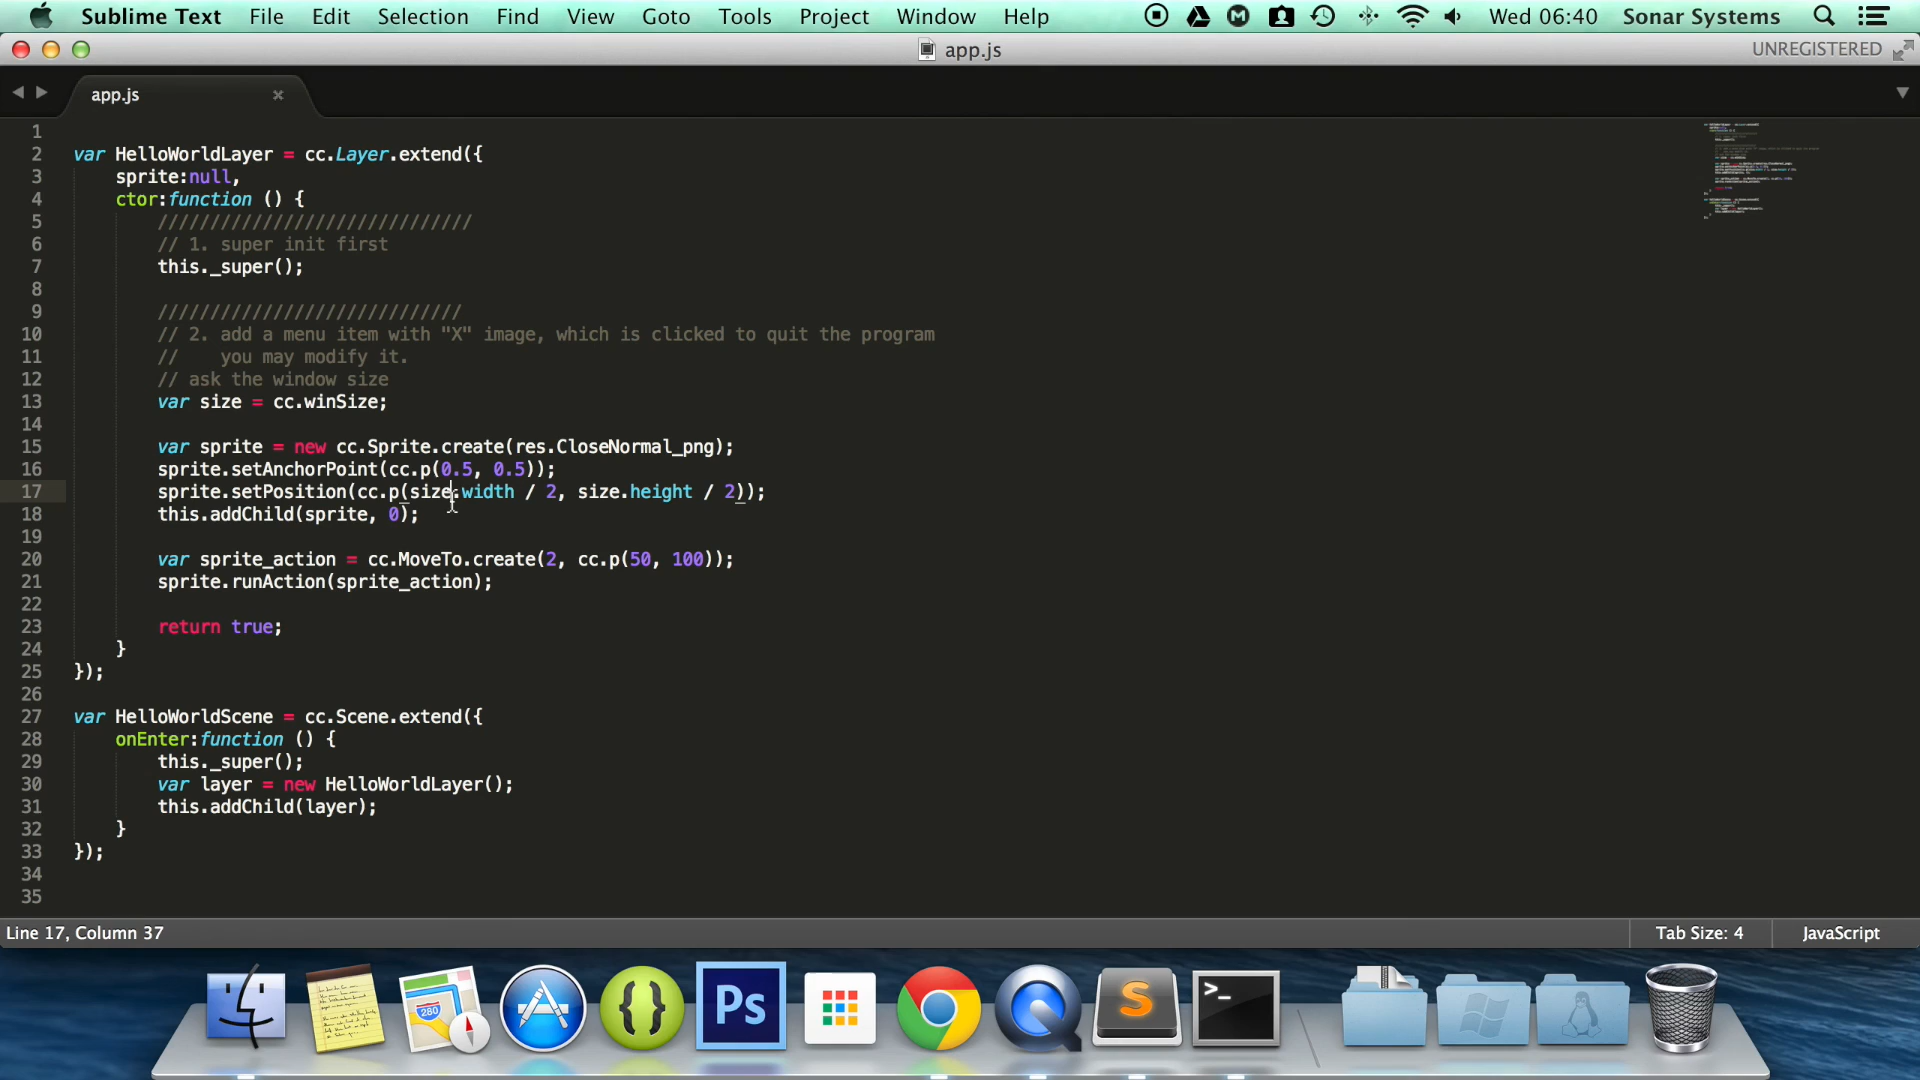 Sublime Text File Edit Selection Find View Goto Tools Project Window Help Wed 06:40 Sonar Systems
app.js UNREGISTERED
app.js
1
2 var HelloWorldLayer = cc.Layer.extend({
3 sprite:null,
4 ctor:function () {
5 //////////////////////////////
6 // 1. super init first
7 this._super();
8
9 /////////////////////////////
10 // 2. add a menu item with "X" image, which is clicked to quit the program
11 //    you may modify it.
12 // ask the window size
13 var size = cc.winSize;
14
15 var sprite = new cc.Sprite.create(res.CloseNormal_png);
16 sprite.setAnchorPoint(cc.p(0.5, 0.5));
17 sprite.setPosition(cc.p(size.width / 2, size.height / 2));
18 this.addChild(sprite, 0);
19
20 var sprite_action = cc.MoveTo.create(2, cc.p(50, 100));
21 sprite.runAction(sprite_action);
22
23 return true;
24 }
25 });
26
27 var HelloWorldScene = cc.Scene.extend({
28 onEnter:function () {
29 this._super();
30 var layer = new HelloWorldLayer();
31 this.addChild(layer);
32 }
33 });
34
35
Line 17, Column 37 Tab Size: 4 JavaScript
280 {} Ps S >_